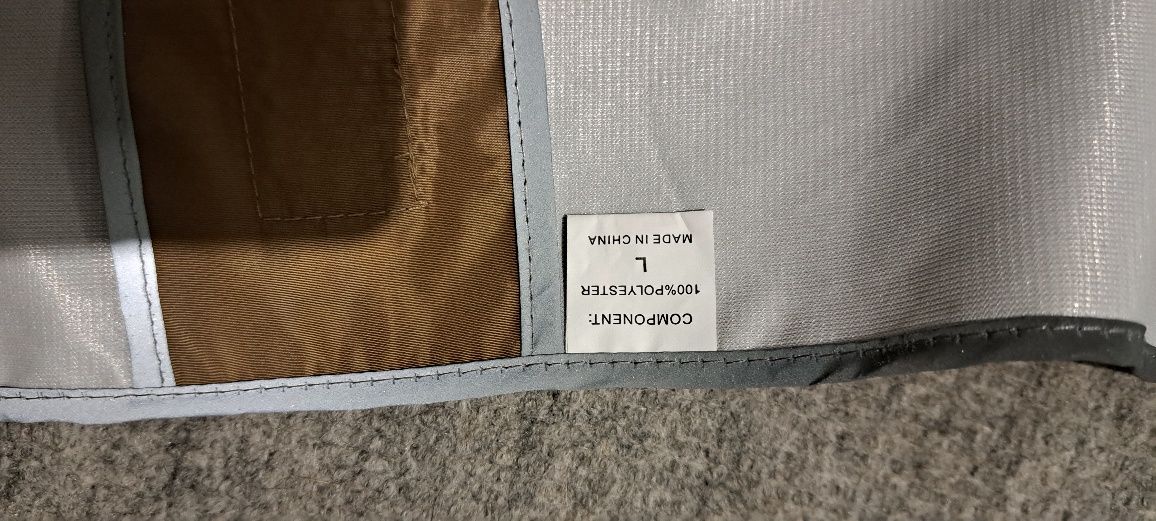 COMPONENT:
100%POLYESTER
L
MADE IN CHINA